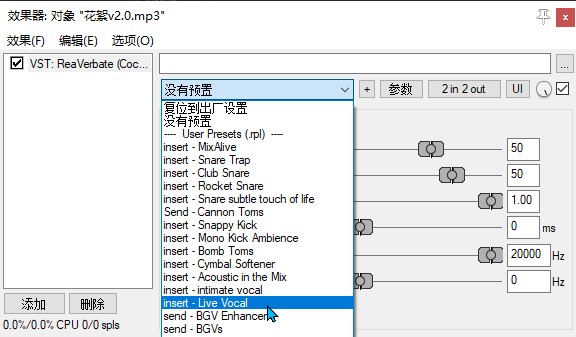 效果器: 对象 "花絮v2.0.mp3"
效果(F) 编辑(E) 选项(O)
VST: ReaVerbate (Coc...
...
没有预置
+
参数
2 in 2 out
UI
复位到出厂设置
没有预置
---- User Presets (.rpl) ----
insert - MixAlive
insert - Snare Trap
insert - Club Snare
insert - Rocket Snare
insert - Snare subtle touch of life
Send - Cannon Toms
insert - Snappy Kick
insert - Mono Kick Ambience
insert - Bomb Toms
insert - Cymbal Softener
insert - Acoustic in the Mix
insert - intimate vocal
insert - Live Vocal
send - BGV Enhancer
send - BGVs
50
50
1.00
0 ms
20000 Hz
0 Hz
添加 删除
0.0%/0.0% CPU 0/0 spls